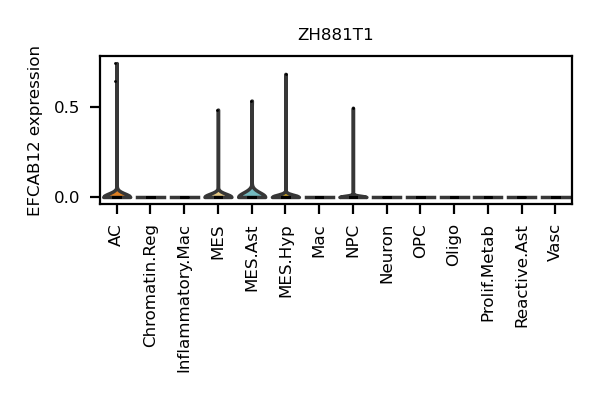 ZH881T1
EFCAB12 expression
0.5
0.0
AC
Chromatin.Reg
Inflammatory.Mac
MES
MES.Ast
MES.Hyp
Mac
NPC
Neuron
OPC
Oligo
Prolif.Metab
Reactive.Ast
Vasc